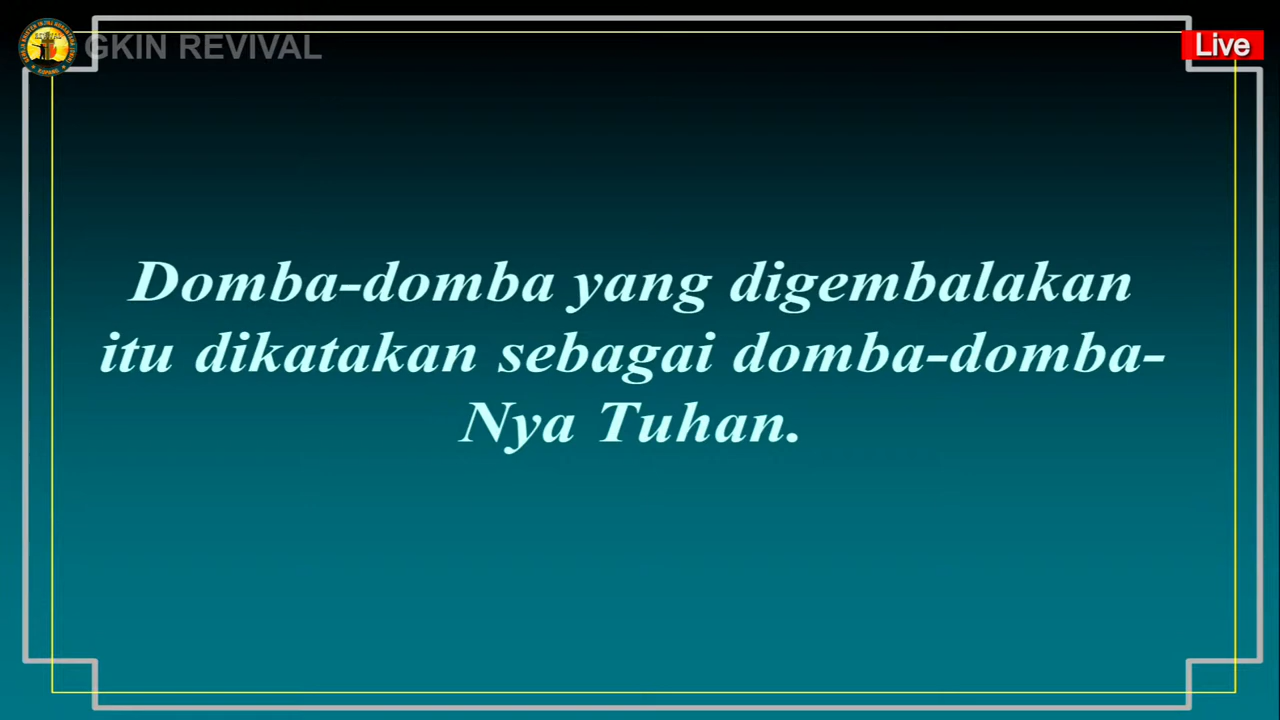 GKIN REVIVAL
Live
Domba-domba yang digembalakan
itu dikatakan sebagai domba-domba-
Nya Tuhan.